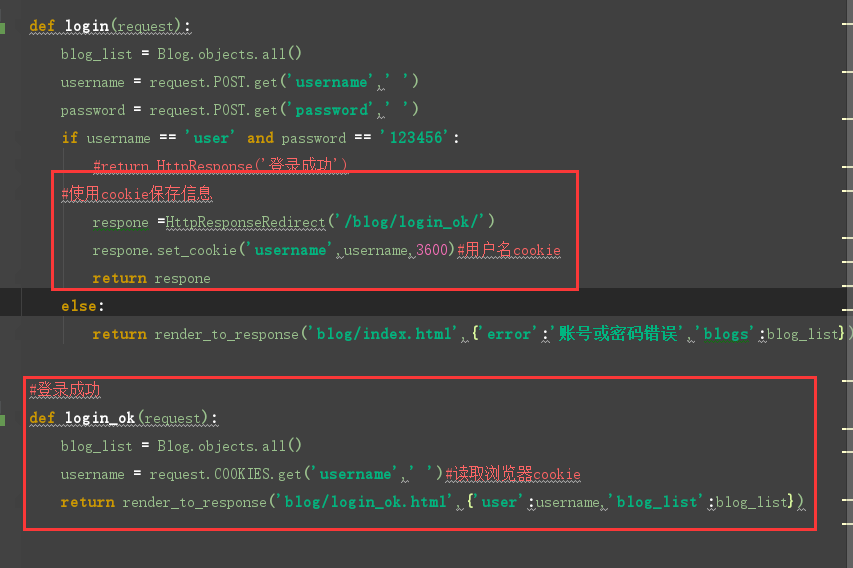 def login(request):
    blog_list = Blog.objects.all()
    username = request.POST.get('username',' ')
    password = request.POST.get('password',' ')
    if username == 'user' and password == '123456':
        #return HttpResponse('登录成功')
    #使用cookie保存信息
        respone =HttpResponseRedirect('/blog/login_ok/')
        respone.set_cookie('username',username,3600)#用户名cookie
        return respone
    else:
        return render_to_response('blog/index.html',{'error':'账号或密码错误','blogs':blog_list})
#登录成功
def login_ok(request):
    blog_list = Blog.objects.all()
    username = request.COOKIES.get('username',' ')#读取浏览器cookie
    return render_to_response('blog/login_ok.html',{'user':username,'blog_list':blog_list})